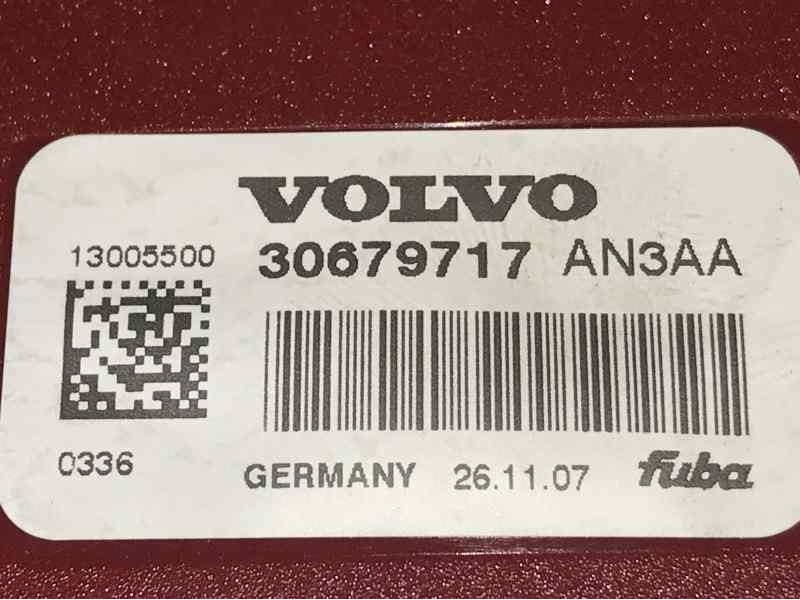 VOLVO
13005500 30679717 AN3AA
0336 GERMANY 26.11.07 fuba